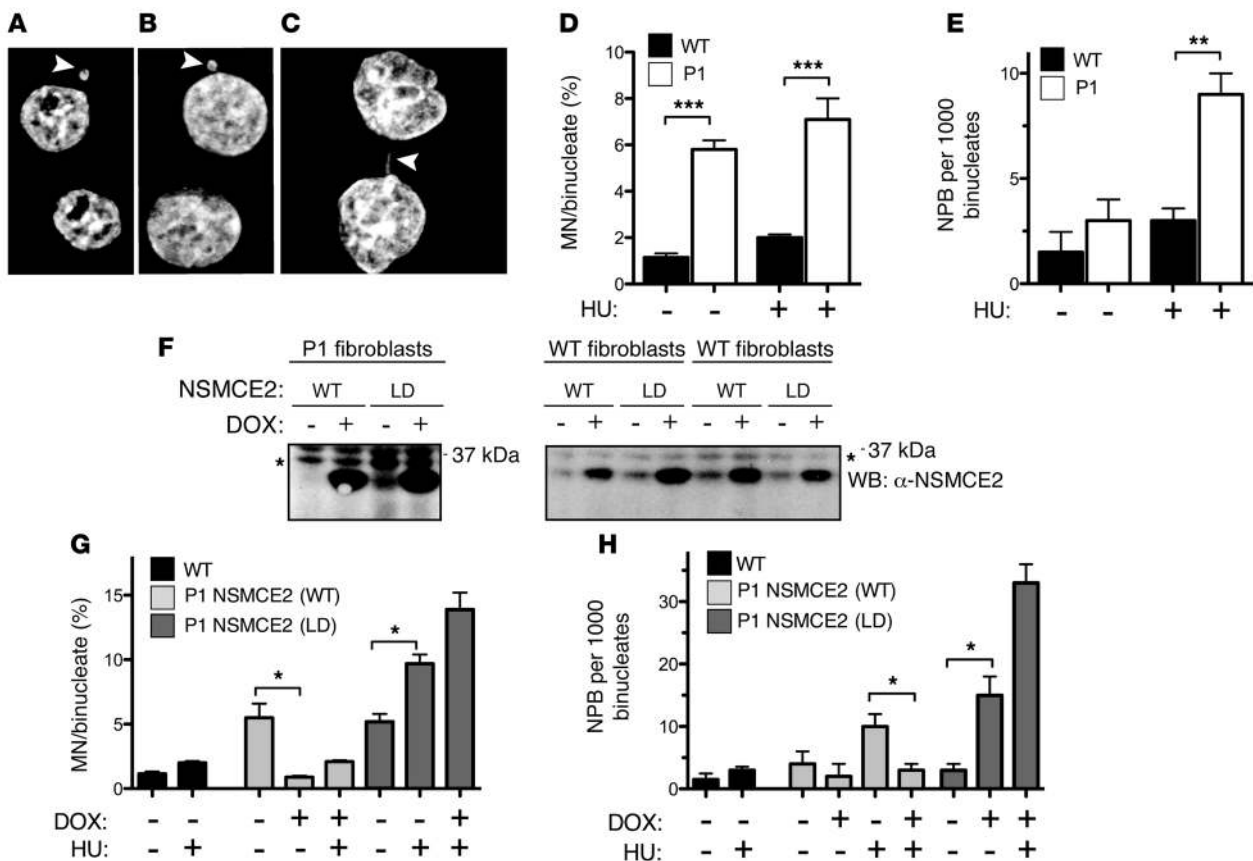 A
B
C
D
MN/binucleate (%)
10
8
6
4
2
0
WT
P1
***
***
HU:
- - + +
E
NPB per 1000
binucleates
10
5
0
WT
P1
**
HU:
- - + +
F
P1 fibroblasts
WT fibroblasts WT fibroblasts
NSMCE2: WT LD WT LD WT LD
DOX: - + - + - + - + - + - +
* - 37 kDa
* - 37 kDa
WB: α-NSMCE2
G
MN/binucleate (%)
15
10
5
0
WT
P1 NSMCE2 (WT)
P1 NSMCE2 (LD)
*
*
DOX: - - - + + - - +
HU: - + - - + - + +
H
NPB per 1000
binucleates
30
20
10
0
WT
P1 NSMCE2 (WT)
P1 NSMCE2 (LD)
*
*
DOX: - - - + - + - + +
HU: - + - - + + - - +